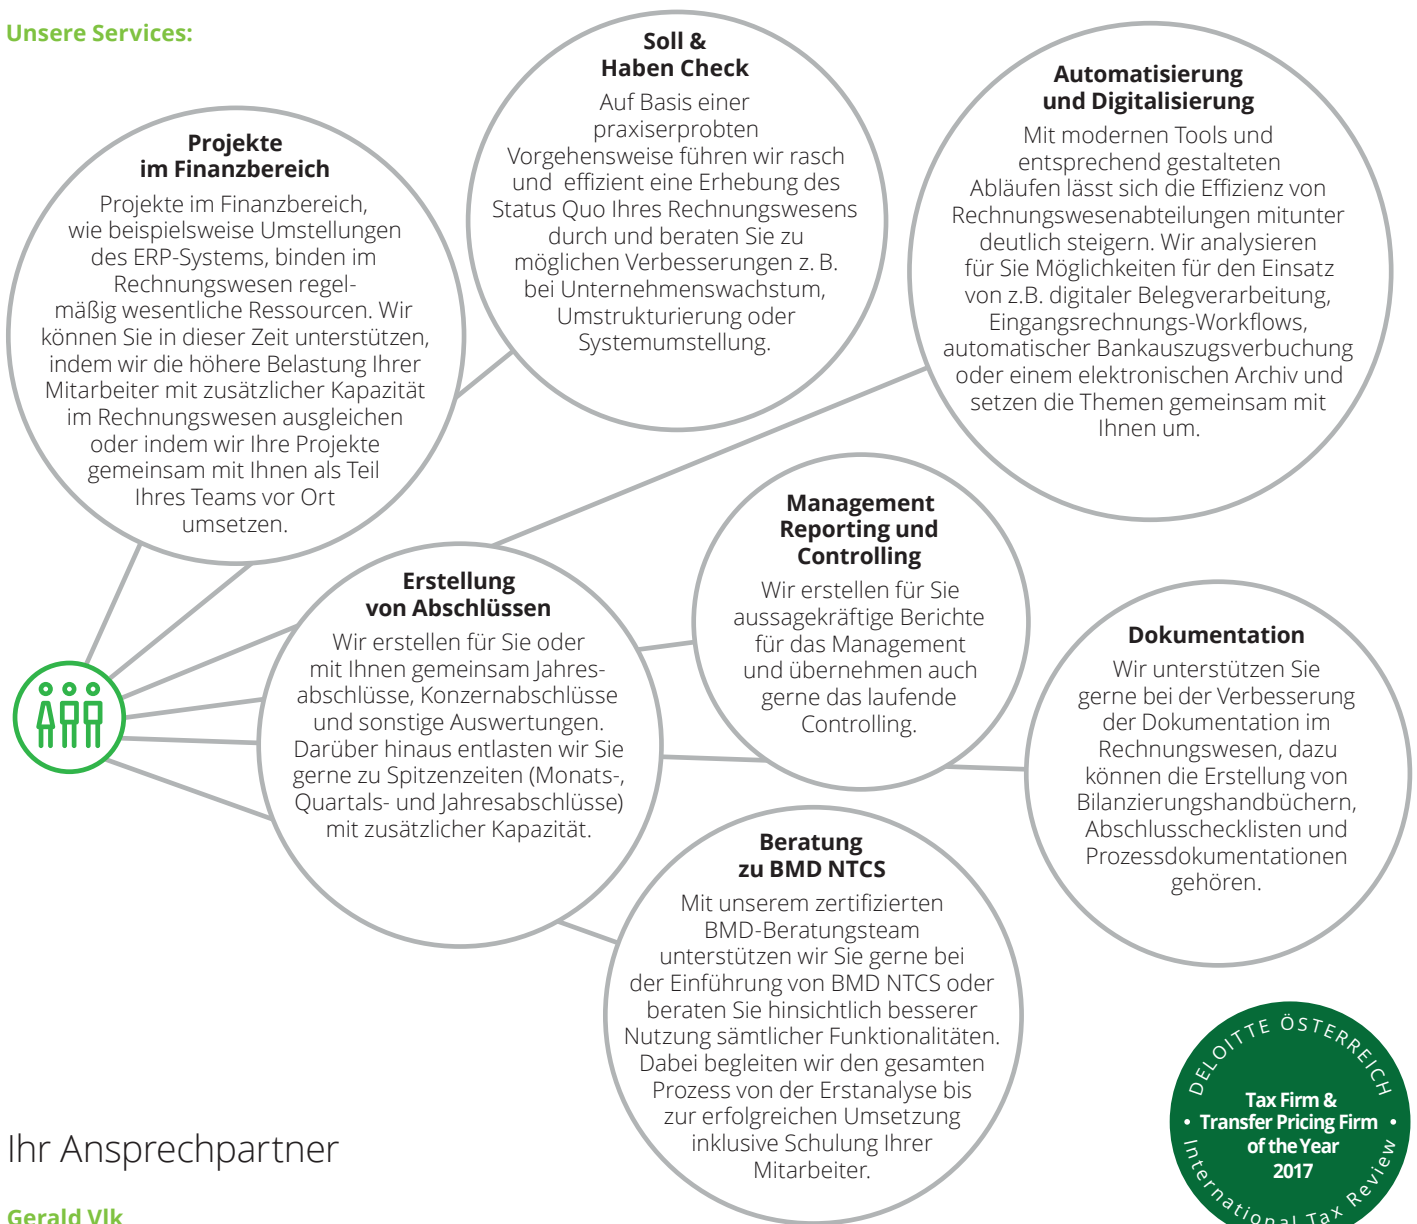 Unsere Services:
Projekte
im Finanzbereich
Projekte im Finanzbereich,
wie beispielsweise Umstellungen
des ERP-Systems, binden im
Rechnungswesen regel-
mäßig wesentliche Ressourcen. Wir
können Sie in dieser Zeit unterstützen,
indem wir die höhere Belastung Ihrer
Mitarbeiter mit zusätzlicher Kapazität
im Rechnungswesen ausgleichen
oder indem wir Ihre Projekte
gemeinsam mit Ihnen als Teil
Ihres Teams vor Ort
umsetzen.
Soll &
Haben Check
Auf Basis einer
praxiserprobten
Vorgehensweise führen wir rasch
und effizient eine Erhebung des
Status Quo Ihres Rechnungswesens
durch und beraten Sie zu
möglichen Verbesserungen z. B.
bei Unternehmenswachstum,
Umstrukturierung oder
Systemumstellung.
Automatisierung
und Digitalisierung
Mit modernen Tools und
entsprechend gestalteten
Abläufen lässt sich die Effizienz von
Rechnungswesenabteilungen mitunter
deutlich steigern. Wir analysieren
für Sie Möglichkeiten für den Einsatz
von z.B. digitaler Belegverarbeitung,
Eingangsrechnungs-Workflows,
automatischer Bankauszugsverbuchung
oder einem elektronischen Archiv und
setzen die Themen gemeinsam mit
Ihnen um.
Erstellung
von Abschlüssen
Wir erstellen für Sie oder
mit Ihnen gemeinsam Jahres-
abschlüsse, Konzernabschlüsse
und sonstige Auswertungen.
Darüber hinaus entlasten wir Sie
gerne zu Spitzenzeiten (Monats-,
Quartals- und Jahresabschlüsse)
mit zusätzlicher Kapazität.
Management
Reporting und
Controlling
Wir erstellen für Sie
aussagekräftige Berichte
für das Management
und übernehmen auch
gerne das laufende
Controlling.
Dokumentation
Wir unterstützen Sie
gerne bei der Verbesserung
der Dokumentation im
Rechnungswesen, dazu
können die Erstellung von
Bilanzierungshandbüchern,
Abschlusschecklisten und
Prozessdokumentationen
gehören.
Beratung
zu BMD NTCS
Mit unserem zertifizierten
BMD-Beratungsteam
unterstützen wir Sie gerne bei
der Einführung von BMD NTCS oder
beraten Sie hinsichtlich besserer
Nutzung sämtlicher Funktionalitäten.
Dabei begleiten wir den gesamten
Prozess von der Erstanalyse bis
zur erfolgreichen Umsetzung
inklusive Schulung Ihrer
Mitarbeiter.
DELOITTE ÖSTERREICH
Tax Firm &
• Transfer Pricing Firm •
of the Year
2017
International Tax Review
Ihr Ansprechpartner
Gerald Vlk